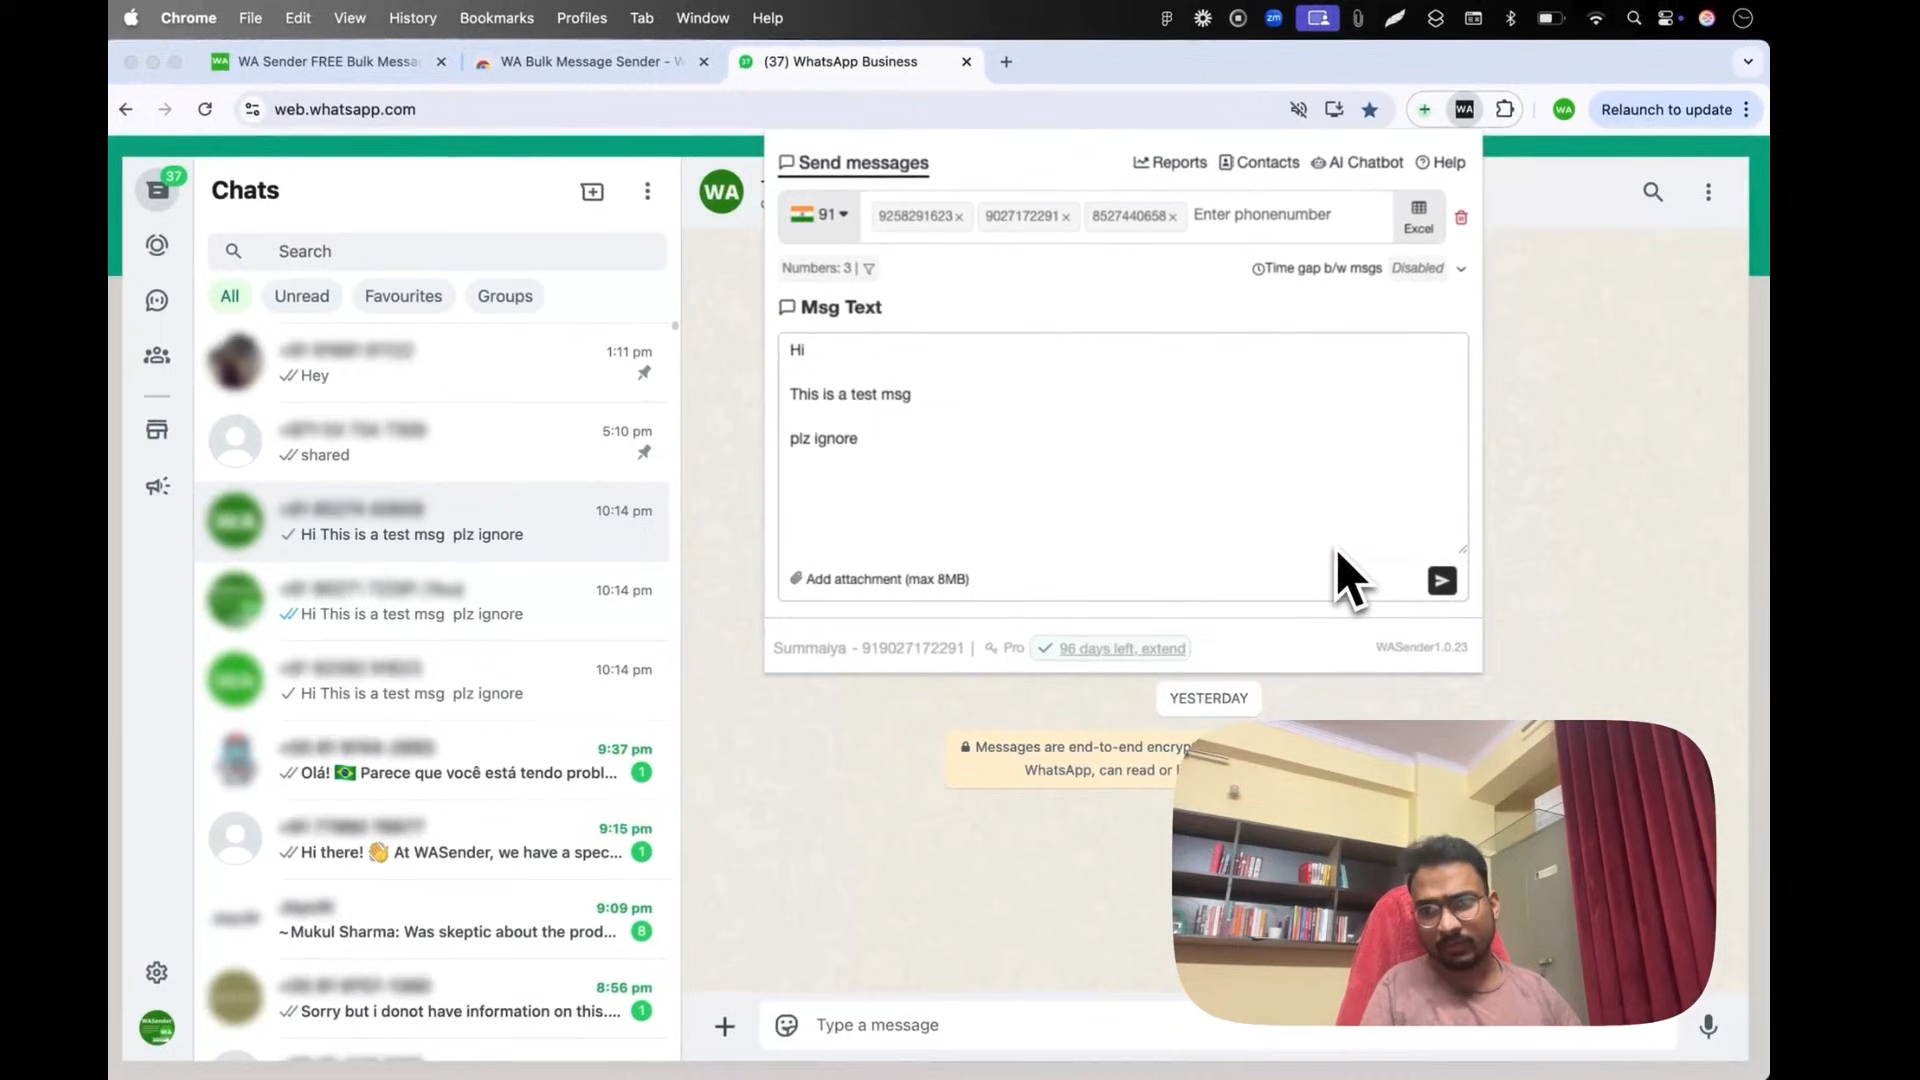 Chrome File Edit View History Bookmarks Profiles Tab Window Help
zm
WA WA Sender FREE Bulk Messa
WA Bulk Message Sender - W
(37) WhatsApp Business
web.whatsapp.com
WA
WA
Relaunch to update
37
Chats
Search
All
Unread
Favourites
Groups
1:11 pm
Hey
5:10 pm
shared
10:14 pm
Hi This is a test msg plz ignore
10:14 pm
Hi This is a test msg plz ignore
10:14 pm
Hi This is a test msg plz ignore
9:37 pm
Olá! 🇧🇷 Parece que você está tendo probl...
1
9:15 pm
Hi there! 👋 At WASender, we have a spec...
1
9:09 pm
~Mukul Sharma: Was skeptic about the prod...
8
8:56 pm
Sorry but i donot have information on this....
1
WA
Send messages
Reports
Contacts
AI Chatbot
Help
91
9258291623×
9027172291×
8527440658×
Enter phonenumber
Excel
Numbers: 3 |
Time gap b/w msgs Disabled
Msg Text
Hi
This is a test msg
plz ignore
Add attachment (max 8MB)
Summaiya - 919027172291 | Pro
96 days left, extend
WASender1.0.23
YESTERDAY
Messages are end-to-end encryp
WhatsApp, can read or
Type a message